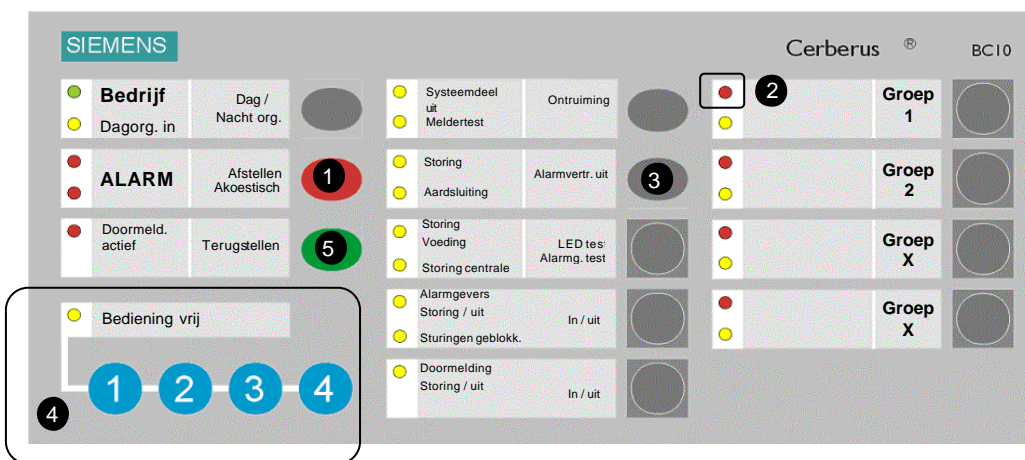 SIEMENS
Cerberus ®
BC10
Bedrijf
Dagorg. in
Dag /
Nacht org.
ALARM
Afstellen
Akoestisch
1
Doormeld.
actief
Terugstellen
5
Bediening vrij
1 2 3 4
4
Systeemdeel
uit
Meldertest
Ontruiming
Storing
Aardsluiting
Alarmvertr. uit
3
Storing
Voeding
Storing centrale
LED test
Alarmg. test
Alarmgevers
Storing / uit
Sturingen geblokk.
In / uit
Doormelding
Storing / uit
In / uit
2
Groep
1
Groep
2
Groep
X
Groep
X